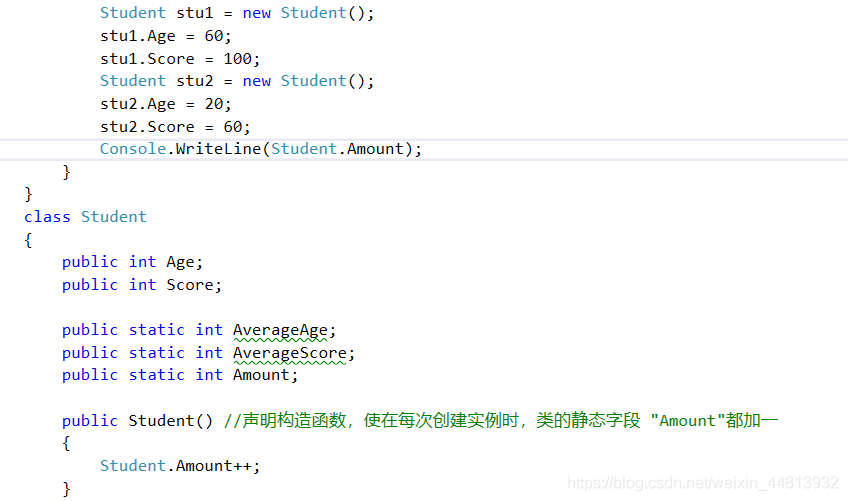 Student stu1 = new Student();
stu1.Age = 60;
stu1.Score = 100;
Student stu2 = new Student();
stu2.Age = 20;
stu2.Score = 60;
Console.WriteLine(Student.Amount);
}
}
class Student
{
public int Age;
public int Score;
public static int AverageAge;
public static int AverageScore;
public static int Amount;
public Student() //声明构造函数，使在每次创建实例时，类的静态字段 "Amount"都加一
{
Student.Amount++;
}
https://blog.csdn.net/weixin_44813932